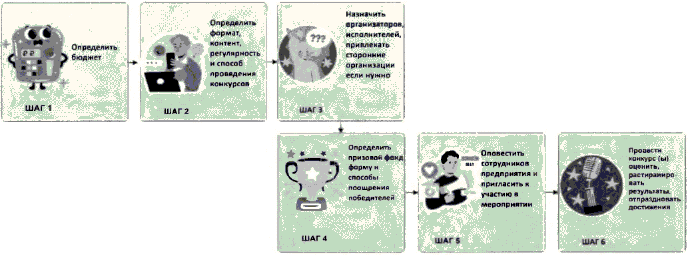 Определить
бюджет
ШАГ 1
Определить
формат,
контент,
регулярность
и способ
проведения
конкурсов
ШАГ 2
Назначить
организаторов,
исполнителей,
привлекать
сторонние
организации
если нужно
???
ШАГ 3
Определить
призовой фонд
форму и
способы
поощрения
победителей
ШАГ 4
Оповестить
сотрудников
предприятия и
пригласить к
участию в
мероприятии
ШАГ 5
Провести
конкурс (ы)
оценить,
растиражиро
вать
результаты,
отпраздновать
достижения
ШАГ 6